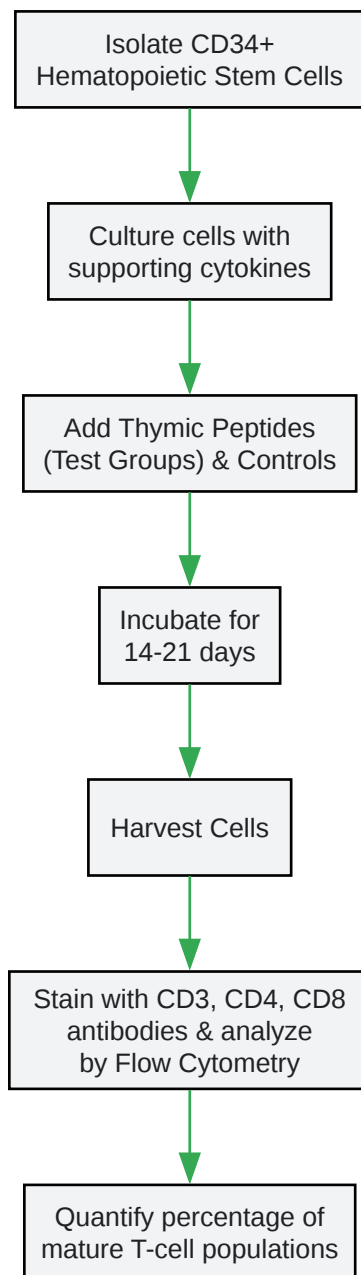 Isolate CD34+
Hematopoietic Stem Cells
Culture cells with
supporting cytokines
Add Thymic Peptides
(Test Groups) & Controls
Incubate for
14-21 days
Harvest Cells
Stain with CD3, CD4, CD8
antibodies & analyze
by Flow Cytometry
Quantify percentage of
mature T-cell populations